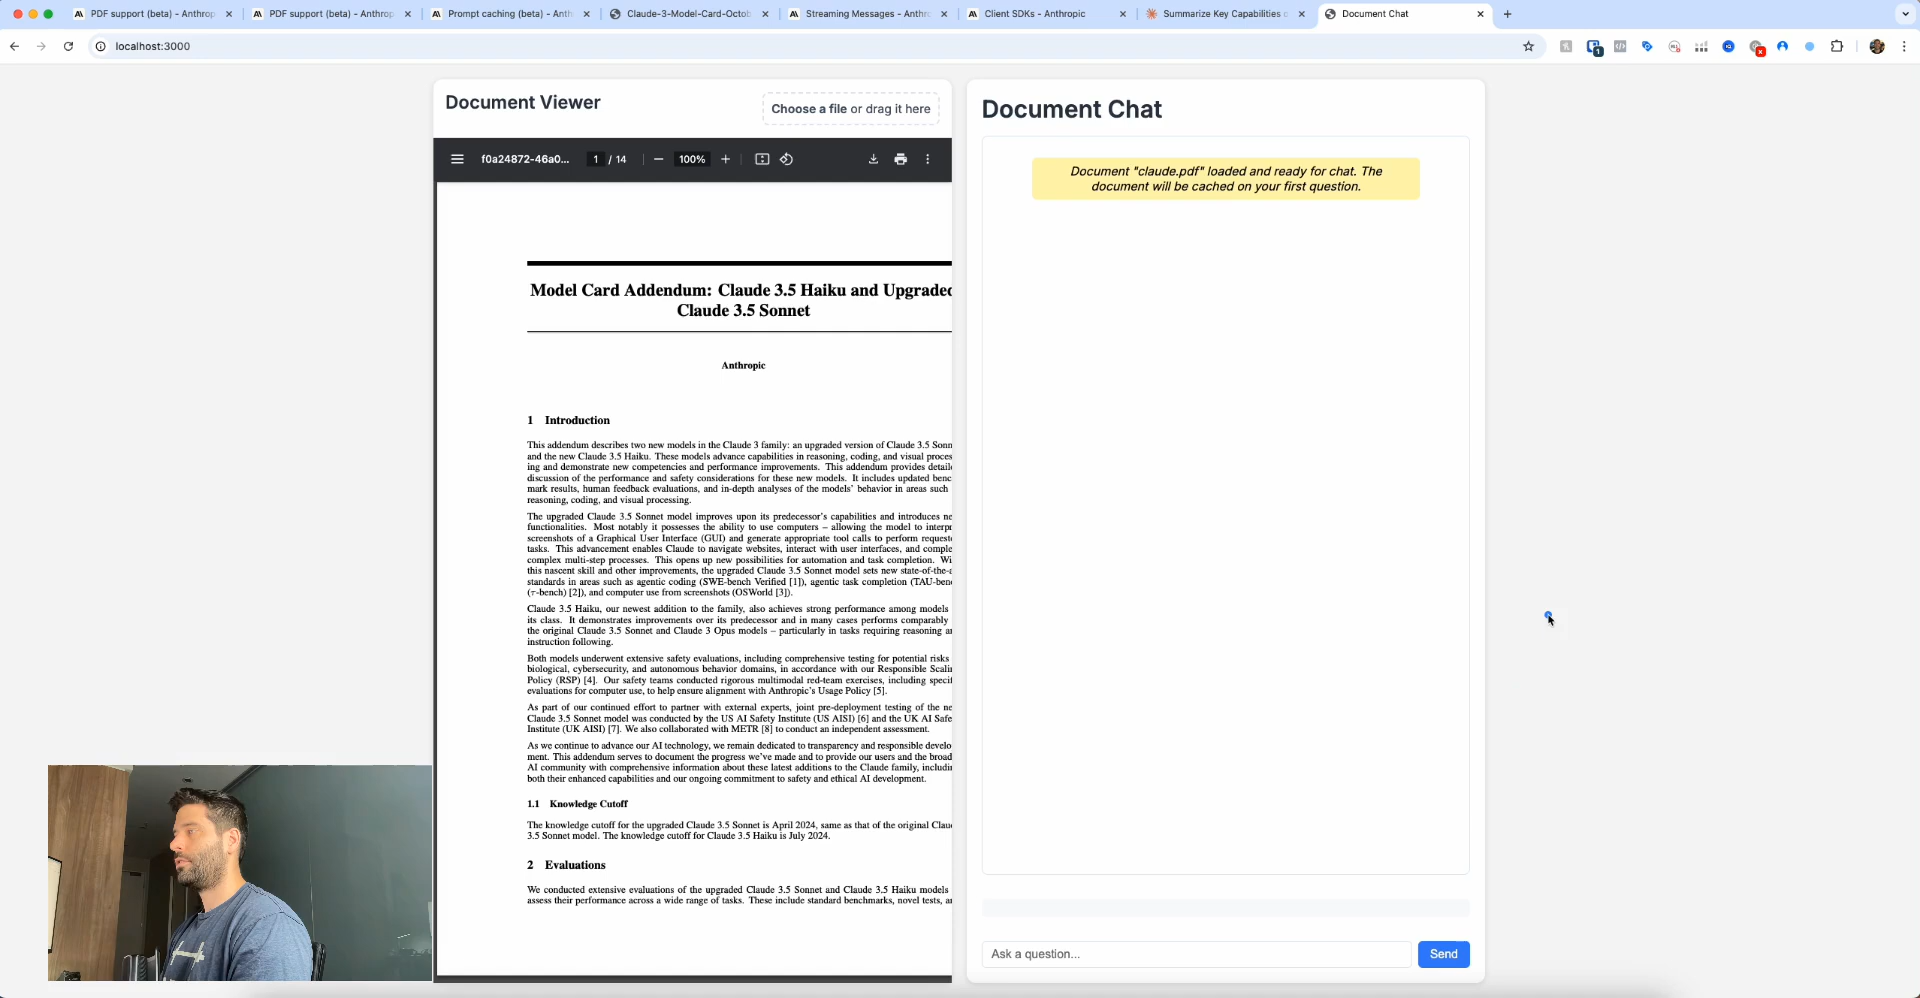 PDF support (beta) - Anthrop
PDF support (beta) - Anthrop
Prompt caching (beta) - Anth
Claude-3-Model-Card-Octob
Streaming Messages - Anthro
Client SDKs - Anthropic
Summarize Key Capabilities o
Document Chat
localhost:3000
Document Viewer
Choose a file or drag it here
f0a24872-46a0...
1 / 14
100%
Model Card Addendum: Claude 3.5 Haiku and Upgraded
Claude 3.5 Sonnet
Anthropic
1 Introduction
This addendum describes two new models in the Claude 3 family: an upgraded version of Claude 3.5 Sonn
and the new Claude 3.5 Haiku. These models advance capabilities in reasoning, coding, and visual proces
ing and demonstrate new competencies and performance improvements. This addendum provides detaile
discussion of the performance and safety considerations for these new models. It includes updated benc
mark results, human feedback evaluations, and in-depth analyses of the models' behavior in areas such
reasoning, coding, and visual processing.
The upgraded Claude 3.5 Sonnet model improves upon its predecessor's capabilities and introduces ne
functionalities. Most notably it possesses the ability to use computers – allowing the model to interpr
screenshots of a Graphical User Interface (GUI) and generate appropriate tool calls to perform requeste
tasks. This advancement enables Claude to navigate websites, interact with user interfaces, and comple
complex multi-step processes. This opens up new possibilities for automation and task completion. Wi
this nascent skill and other improvements, the upgraded Claude 3.5 Sonnet model sets new state-of-the-a
standards in areas such as agentic coding (SWE-bench Verified [1]), agentic task completion (TAU-benc
(τ-bench) [2]), and computer use from screenshots (OSWorld [3]).
Claude 3.5 Haiku, our newest addition to the family, also achieves strong performance among models
its class. It demonstrates improvements over its predecessor and in many cases performs comparably
the original Claude 3.5 Sonnet and Claude 3 Opus models – particularly in tasks requiring reasoning an
instruction following.
Both models underwent extensive safety evaluations, including comprehensive testing for potential risks
biological, cybersecurity, and autonomous behavior domains, in accordance with our Responsible Scalin
Policy (RSP) [4]. Our safety teams conducted rigorous multimodal red-team exercises, including specif
evaluations for computer use, to help ensure alignment with Anthropic's Usage Policy [5].
As part of our continued effort to partner with external experts, joint pre-deployment testing of the ne
Claude 3.5 Sonnet model was conducted by the US AI Safety Institute (US AISI) [6] and the UK AI Safe
Institute (UK AISI) [7]. We also collaborated with METR [8] to conduct an independent assessment.
As we continue to advance our AI technology, we remain dedicated to transparency and responsible develo
ment. This addendum serves to document the progress we've made and to provide our users and the broad
AI community with comprehensive information about these latest additions to the Claude family, includin
both their enhanced capabilities and our ongoing commitment to safety and ethical AI development.
1.1 Knowledge Cutoff
The knowledge cutoff for the upgraded Claude 3.5 Sonnet is April 2024, same as that of the original Clau
3.5 Sonnet model. The knowledge cutoff for Claude 3.5 Haiku is July 2024.
2 Evaluations
We conducted extensive evaluations of the upgraded Claude 3.5 Sonnet and Claude 3.5 Haiku models
assess their performance across a wide range of tasks. These include standard benchmarks, novel tests, an
Document Chat
Document "claude.pdf" loaded and ready for chat. The
document will be cached on your first question.
Ask a question...
Send